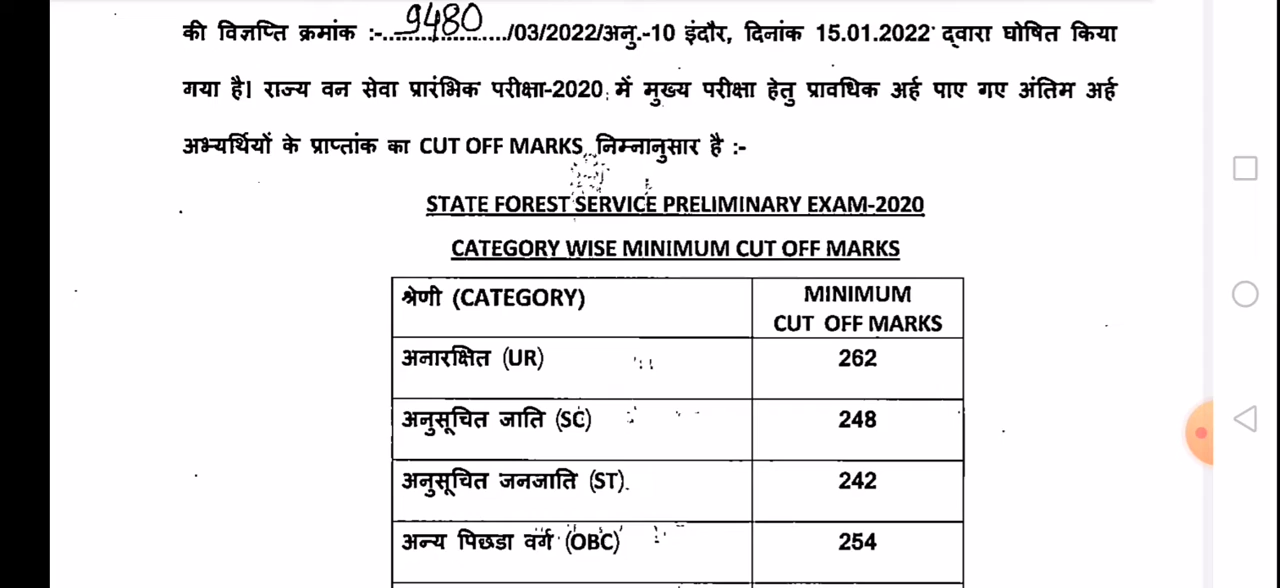 की विज्ञप्ति क्रमांक :-...9480.../03/2022/अनु.-10 इंदौर, दिनांक 15.01.2022 द्वारा घोषित किया
गया है। राज्य वन सेवा प्रारंभिक परीक्षा-2020 में मुख्य परीक्षा हेतु प्रावधिक अर्ह पाए गए अंतिम अर्ह
अभ्यर्थियों के प्राप्तांक का CUT OFF MARKS निम्नानुसार है :-
STATE FOREST SERVICE PRELIMINARY EXAM-2020
CATEGORY WISE MINIMUM CUT OFF MARKS
श्रेणी (CATEGORY) MINIMUM
CUT OFF MARKS
अनारक्षित (UR) 262
अनुसूचित जाति (SC) 248
अनुसूचित जनजाति (ST). 242
अन्य पिछडा वर्ग (OBC) 254